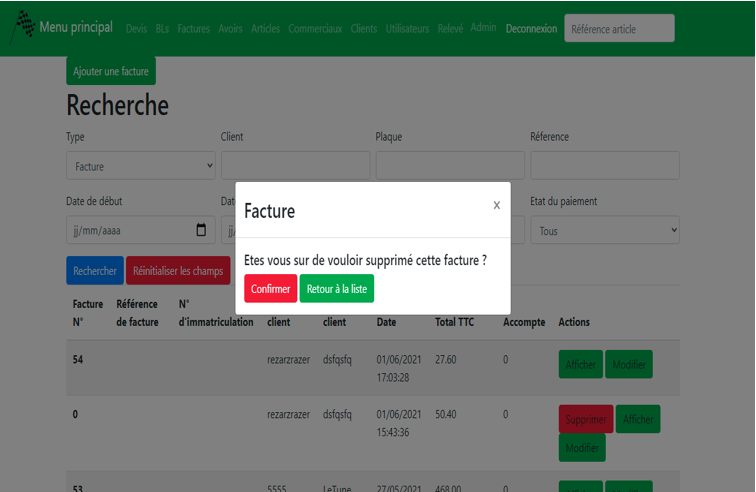 Menu principal Devis BLs Factures Avoirs Articles Commerciaux Clients Utilisateurs Relevé Admin Deconnexion Référence article
Ajouter une facture
Recherche
Type Client Plaque Réference
Facture
Date de début Dat Etat du paiement
jj/mm/aaaa jj/ Tous
Facture x
Etes vous sur de vouloir supprimé cette facture ?
Confirmer Retour à la liste
Rechercher Réinitialiser les champs
Facture Référence N°
N° de facture d'immatriculation client client Date Total TTC Accompte Actions
54 rezarzrazer dsfqsfq 01/06/2021 27.60 0 Afficher Modifier
17:03:28
0 rezarzrazer dsfqsfq 01/06/2021 50.40 0 Supprimer Afficher
15:43:36 Modifier
53 5555 LeTune 27/05/2021 468.00 0 Afficher Modifier